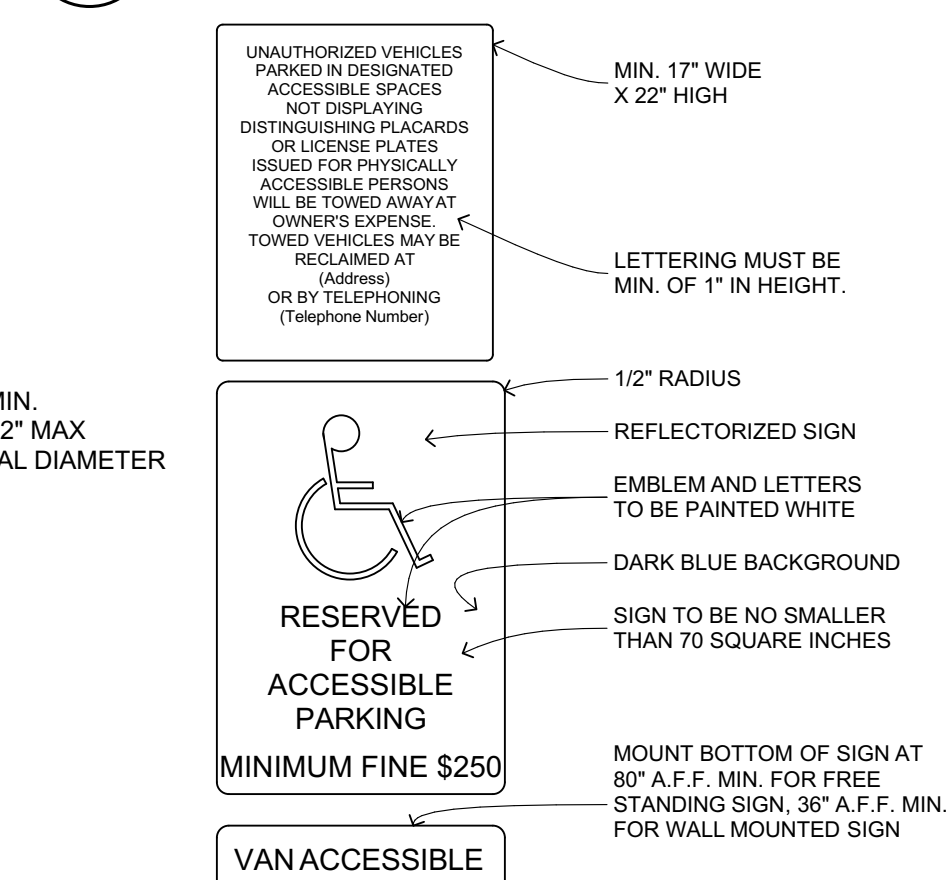 UNAUTHORIZED VEHICLES
PARKED IN DESIGNATED
ACCESSIBLE SPACES
NOT DISPLAYING
DISTINGUISHING PLACARDS
OR LICENSE PLATES
ISSUED FOR PHYSICALLY
ACCESSIBLE PERSONS
WILL BE TOWED AWAY AT
OWNER'S EXPENSE.
TOWED VEHICLES MAY BE
RECLAIMED AT
(Address)
OR BY TELEPHONING
(Telephone Number)
MIN. 17" WIDE
X 22" HIGH
LETTERING MUST BE
MIN. OF 1" IN HEIGHT.
MIN.
2" MAX
AL DIAMETER
RESERVED
FOR
ACCESSIBLE
PARKING
MINIMUM FINE $250
1/2" RADIUS
REFLECTORIZED SIGN
EMBLEM AND LETTERS
TO BE PAINTED WHITE
DARK BLUE BACKGROUND
SIGN TO BE NO SMALLER
THAN 70 SQUARE INCHES
MOUNT BOTTOM OF SIGN AT
80" A.F.F. MIN. FOR FREE
STANDING SIGN, 36" A.F.F. MIN.
FOR WALL MOUNTED SIGN
VAN ACCESSIBLE